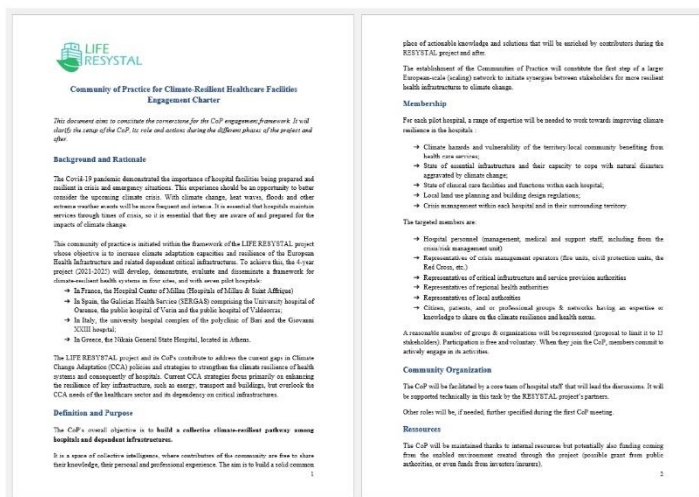 LIFE
RESYSTAL
Community of Practice for Climate-Resilient Healthcare Facilities
Engagement Charter
This document aims to constitute the cornerstone for the CoP engagement framework. It will
clarify the setup of the CoP, its role and actions during the different phases of the project and
after.
Background and Rationale
The Covid-19 pandemic demonstrated the importance of hospital facilities being prepared and
resilient in crisis and emergency situations. This experience should be an opportunity to better
consider the upcoming climate crisis. With climate change, heat waves, floods and other
extreme weather events will be more frequent and intense. It is essential that hospitals maintain
services through times of crisis, so it is essential that they are aware of and prepared for the
impacts of climate change.
This community of practice is initiated within the framework of the LIFE RESYSTAL project
whose objective is to increase climate adaptation capacities and resilience of the European
Health Infrastructure and related dependent critical infrastructures. To achieve this, the 4-year
project (2021-2025) will develop, demonstrate, evaluate and disseminate a framework for
climate-resilient health systems in four sites, and with seven pilot hospitals:
→ In France, the Hospital Center of Millau (Hospitals of Millau & Saint Affrique)
→ In Spain, the Galician Health Service (SERGAS) comprising the University hospital of
Ourense, the public hospital of Verin and the public hospital of Valdeorras;
→ In Italy, the university hospital complex of the polyclinic of Bari and the Giovanni
XXIII hospital;
→ In Greece, the Nikaia General State Hospital, located in Athens.
The LIFE RESYSTAL project and its CoPs contribute to address the current gaps in Climate
Change Adaptation (CCA) policies and strategies to strengthen the climate resilience of health
systems and consequently of hospitals. Current CCA strategies focus primarily on enhancing
the resilience of key infrastructure, such as energy, transport and buildings, but overlook the
CCA needs of the healthcare sector and its dependency on critical infrastructures.
Definition and Purpose
The CoP's overall objective is to build a collective climate-resilient pathway among
hospitals and dependent infrastructures.
It is a space of collective intelligence, where contributors of the community are free to share
their knowledge, their personal and professional experience. The aim is to build a solid common
1
place of actionable knowledge and solutions that will be enriched by contributors during the
RESYSTAL project and after.
The establishment of the Communities of Practice will constitute the first step of a larger
European-scale (scaling) network to initiate synergies between stakeholders for more resilient
health infrastructures to climate change.
Membership
For each pilot hospital, a range of expertise will be needed to work towards improving climate
resilience in the hospitals :
→ Climate hazards and vulnerability of the territory/local community benefiting from
health care services;
→ State of essential infrastructure and their capacity to cope with natural disasters
aggravated by climate change;
→ State of clinical care facilities and functions within each hospital;
→ Local land use planning and building design regulations;
→ Crisis management within each hospital and in their surrounding territory.
The targeted members are:
→ Hospital personnel (management, medical and support staff, including from the
crisis/risk management unit)
→ Representatives of crisis management operators (fire units, civil protection units, the
Red Cross, etc.)
→ Representatives of critical infrastructure and service provision authorities
→ Representatives of regional health authorities
→ Representatives of local authorities
→ Citizen, patients, and or professional groups & networks having an expertise or
knowledge to share on the climate resilience and health nexus.
A reasonable number of groups & organizations will be represented (proposal to limit it to 15
stakeholders). Participation is free and voluntary. When they join the CoP, members commit to
actively engage in its activities.
Community Organization
The CoP will be facilitated by a core team of hospital staff that will lead the discussions. It will
be supported technically in this task by the RESYSTAL project's partners.
Other roles will be, if needed, further specified during the first CoP meeting.
Ressources
The CoP will be maintained thanks to internal resources but potentially also funding coming
from the enabled environment created through the project (possible grant from public
authorities, or even funds from investors/insurers).
2